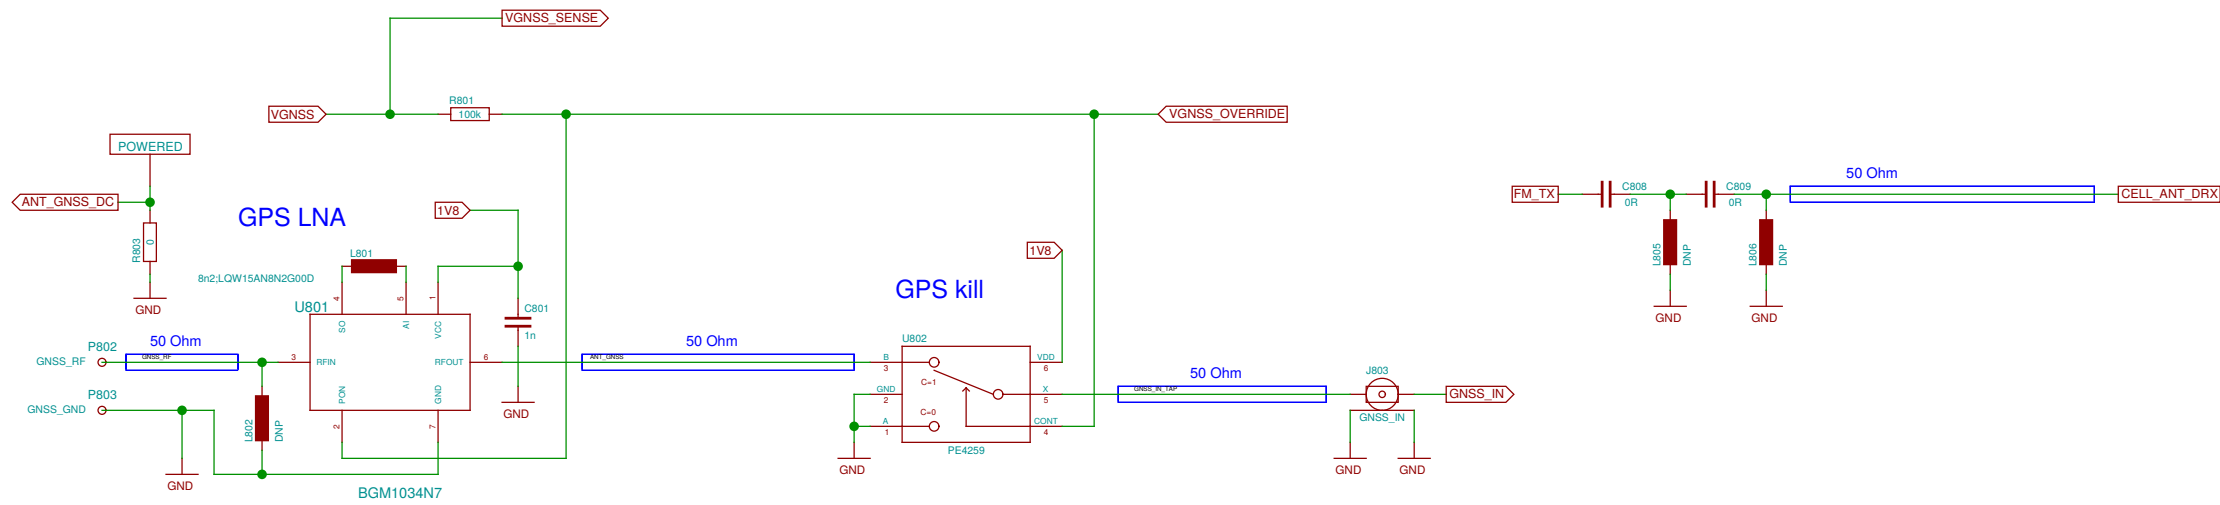 VGNSS_SENSE
VGNSS
R801
100k
VGNSS_OVERRIDE
POWERED
ANT_GNSS_DC
R803
0
GND
GPS LNA
1V8
L801
8n2;LQW15AN8N2G00D
U801
4
5
1
SO
AI
VCC
C801
1n
GND
P802
GNSS_RF
50 Ohm
GNSS_RF
3
RFIN
RFOUT
6
P803
GNSS_GND
L802
DNP
PON
GND
2
7
GND
BGM1034N7
50 Ohm
ANT_GNSS
GPS kill
1V8
U802
B
3
C=1
VDD
6
GND
2
X
5
C=0
A
1
CONT
4
PE4259
GND
50 Ohm
GNSS_IN_TAP
J803
GNSS_IN
GNSS_IN
GND
GND
FM_TX
C808
0R
C809
0R
50 Ohm
CELL_ANT_DRX
L805
DNP
L806
DNP
GND
GND